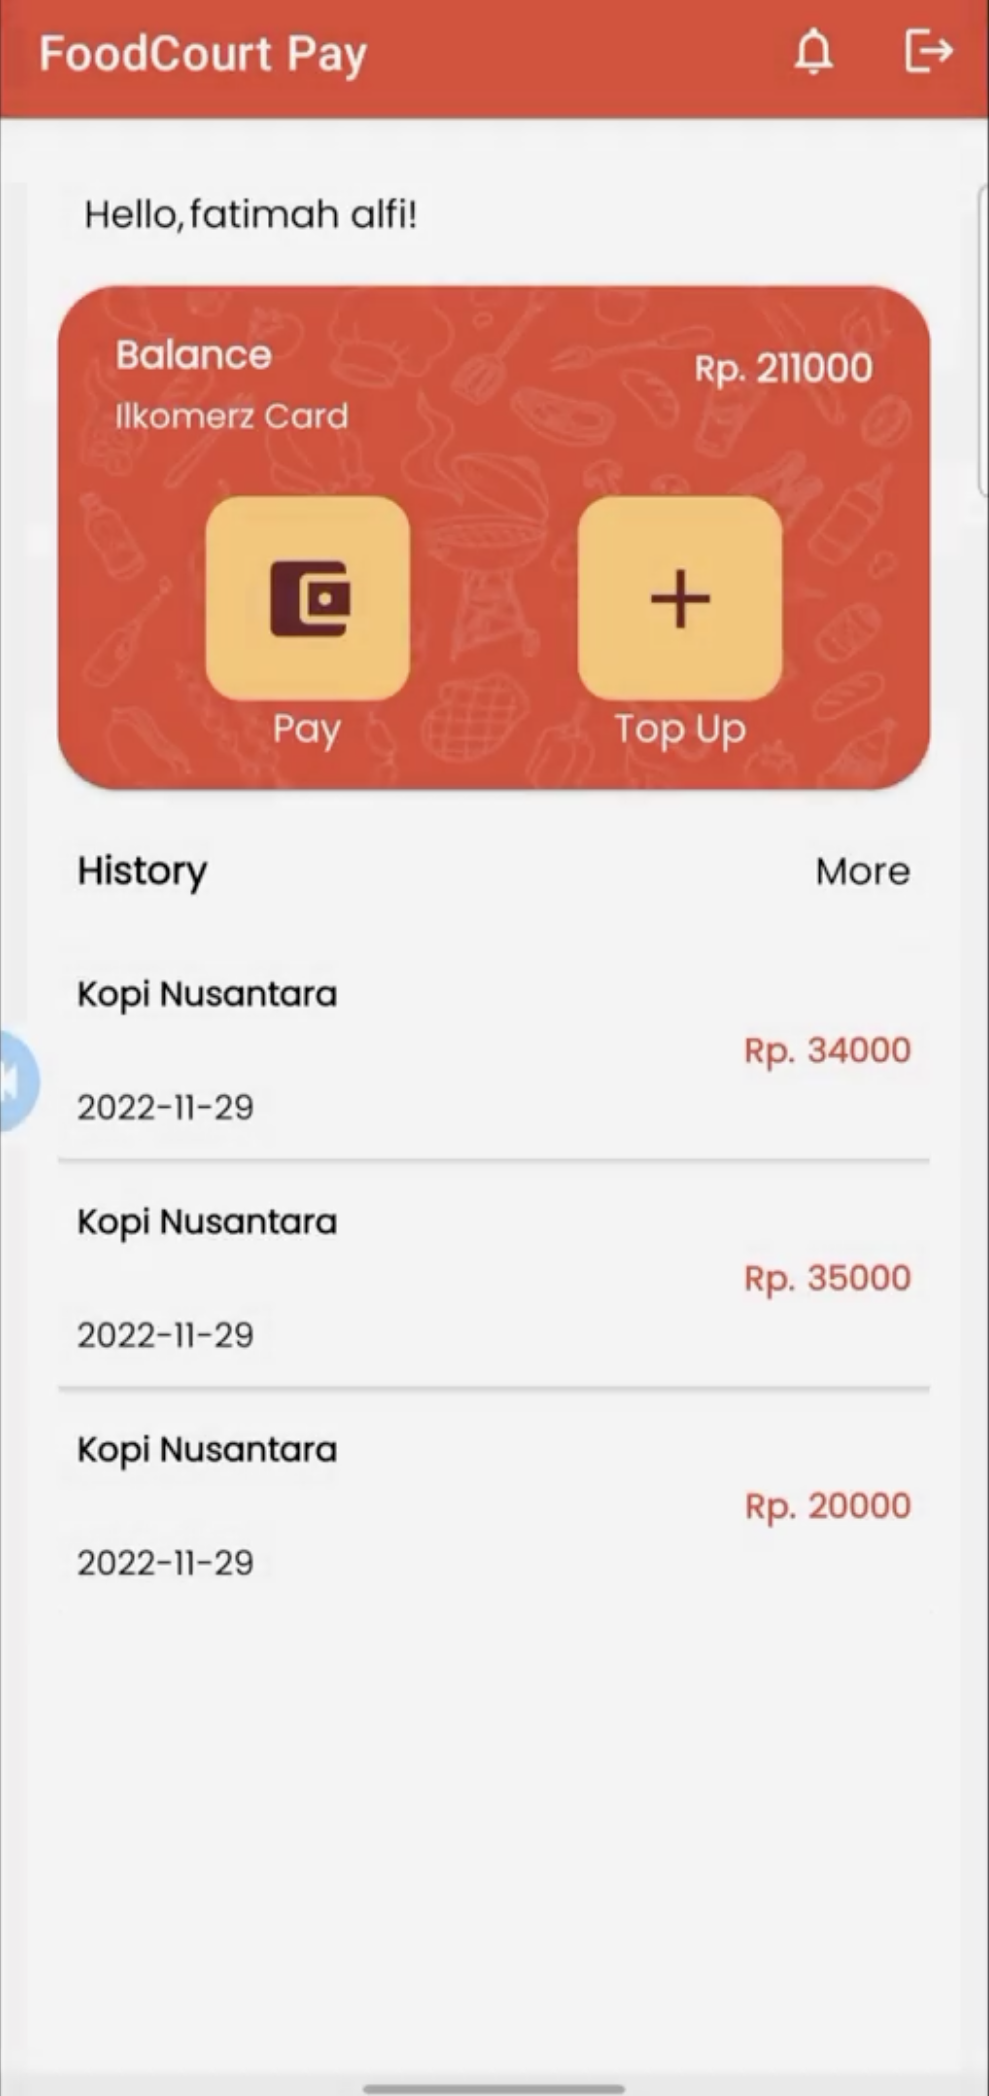 FoodCourt Pay
Hello, fatimah alfi!
Balance
Rp. 211000
Ilkomerz Card
Pay
Top Up
History
More
Kopi Nusantara
Rp. 34000
2022-11-29
Kopi Nusantara
Rp. 35000
2022-11-29
Kopi Nusantara
Rp. 20000
2022-11-29